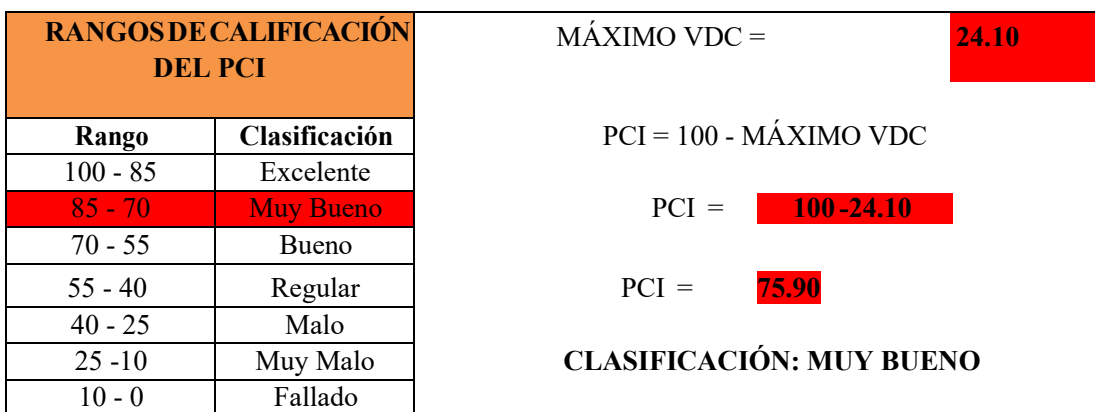 RANGOS DE CALIFICACIÓN
DEL PCI
Rango Clasificación
100 - 85 Excelente
85 - 70 Muy Bueno
70 - 55 Bueno
55 - 40 Regular
40 - 25 Malo
25 -10 Muy Malo
10 - 0 Fallado
MÁXIMO VDC = 24.10
PCI = 100 - MÁXIMO VDC
PCI = 100 -24.10
PCI = 75.90
CLASIFICACIÓN: MUY BUENO